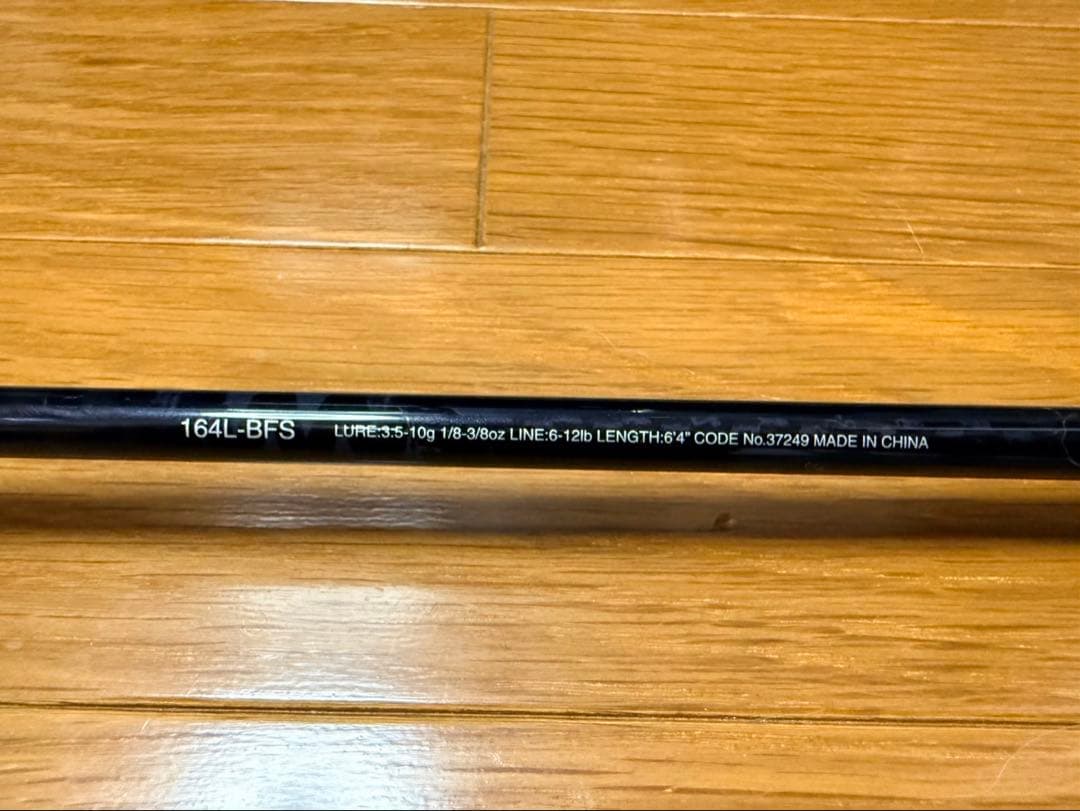 164L-BFS LURE:3.5-10g 1/8-3/8oz LINE:6-12lb LENGTH:6'4" CODE No.37249 MADE IN CHINA